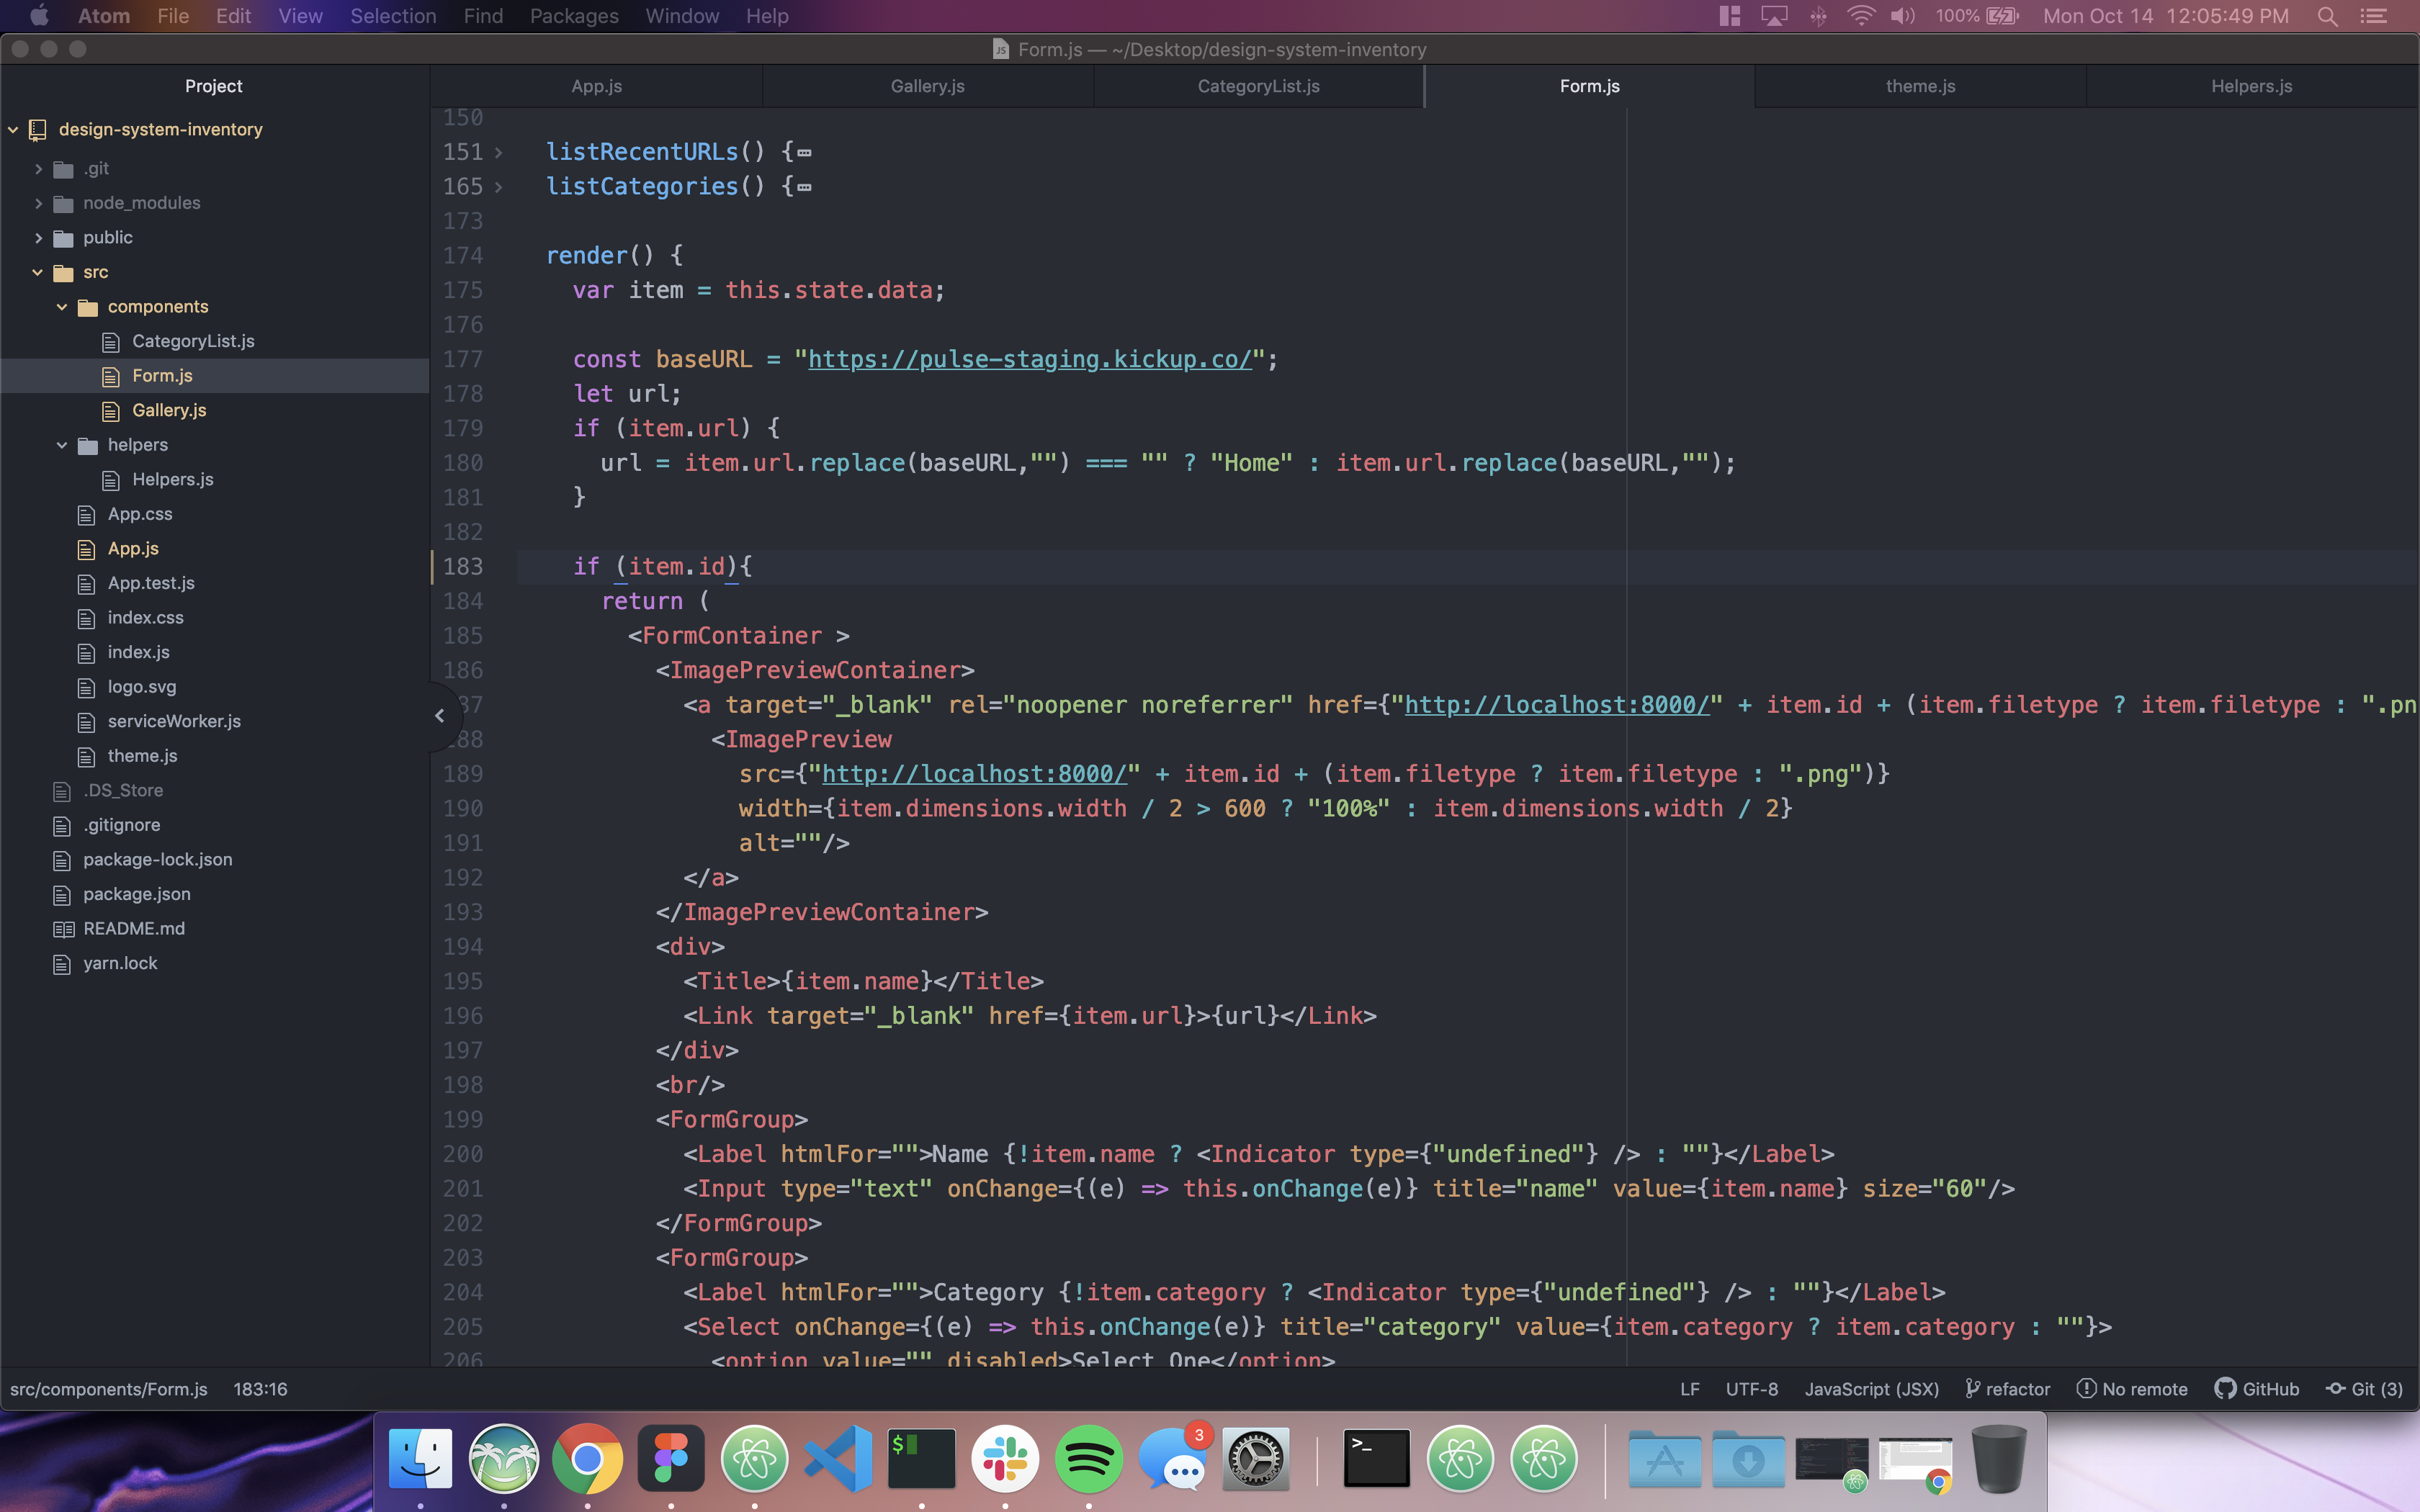 Atom File Edit View Selection Find Packages Window Help 100% Mon Oct 14 12:05:49 PM
Form.js — ~/Desktop/design-system-inventory
Project
design-system-inventory
.git
node_modules
public
src
components
CategoryList.js
Form.js
Gallery.js
helpers
Helpers.js
App.css
App.js
App.test.js
index.css
index.js
logo.svg
serviceWorker.js
theme.js
.DS_Store
.gitignore
package-lock.json
package.json
README.md
yarn.lock
App.js Gallery.js CategoryList.js Form.js theme.js Helpers.js
150
151 listRecentURLs() {
165 listCategories() {
173
174 render() {
175 var item = this.state.data;
176
177 const baseURL = "https://pulse-staging.kickup.co/";
178 let url;
179 if (item.url) {
180 url = item.url.replace(baseURL,"") === "" ? "Home" : item.url.replace(baseURL,"");
181 }
182
183 if (item.id){
184 return (
185 <FormContainer >
186 <ImagePreviewContainer>
87 <a target="_blank" rel="noopener noreferrer" href={"http://localhost:8000/" + item.id + (item.filetype ? item.filetype : ".pn
88 <ImagePreview
189 src={"http://localhost:8000/" + item.id + (item.filetype ? item.filetype : ".png")}
190 width={item.dimensions.width / 2 > 600 ? "100%" : item.dimensions.width / 2}
191 alt=""/>
192 </a>
193 </ImagePreviewContainer>
194 <div>
195 <Title>{item.name}</Title>
196 <Link target="_blank" href={item.url}>{url}</Link>
197 </div>
198 <br/>
199 <FormGroup>
200 <Label htmlFor="">Name {!item.name ? <Indicator type={"undefined"} /> : ""}</Label>
201 <Input type="text" onChange={(e) => this.onChange(e)} title="name" value={item.name} size="60"/>
202 </FormGroup>
203 <FormGroup>
204 <Label htmlFor="">Category {!item.category ? <Indicator type={"undefined"} /> : ""}</Label>
205 <Select onChange={(e) => this.onChange(e)} title="category" value={item.category ? item.category : ""}>
206 <option value="" disabled>Select One</option>
src/components/Form.js 183:16 LF UTF-8 JavaScript (JSX) refactor No remote GitHub Git (3)
$ 3 >_